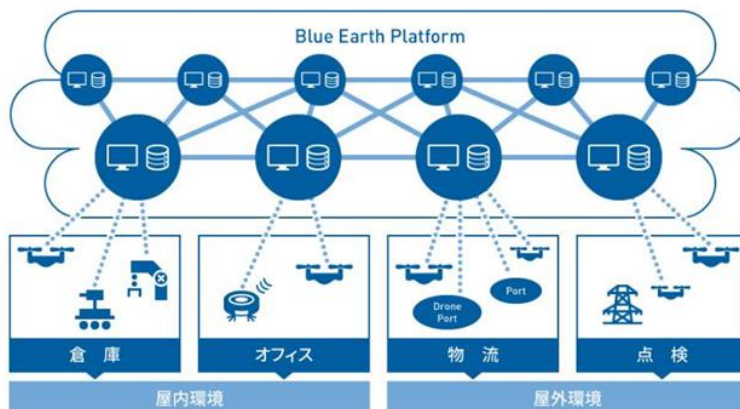 Blue Earth Platform
Drone
Port
Port
倉 庫
オフィス
物 流
点 検
屋内環境
屋外環境